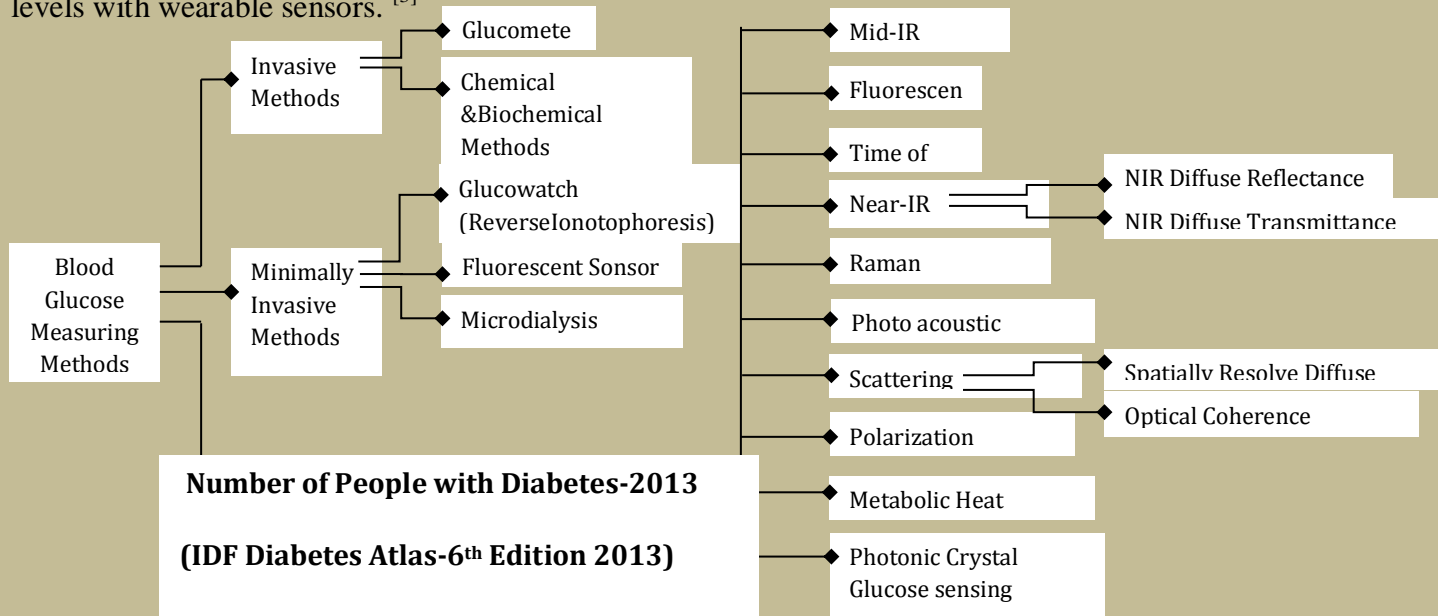 levels with wearable sensors. [5]
Invasive
Methods
Glucomete
Chemical
&Biochemical
Methods
Blood
Glucose
Measuring
Methods
Minimally
Invasive
Methods
Glucowatch
(ReverseIonotophoresis)
Fluorescent Sonsor
Microdialysis
Number of People with Diabetes-2013
(IDF Diabetes Atlas-6th Edition 2013)
Mid-IR
Fluorescen
Time of
Near-IR
NIR Diffuse Reflectance
NIR Diffuse Transmittance
Raman
Photo acoustic
Scattering
Spatially Resolve Diffuse
Optical Coherence
Polarization
Metabolic Heat
Photonic Crystal
Glucose sensing